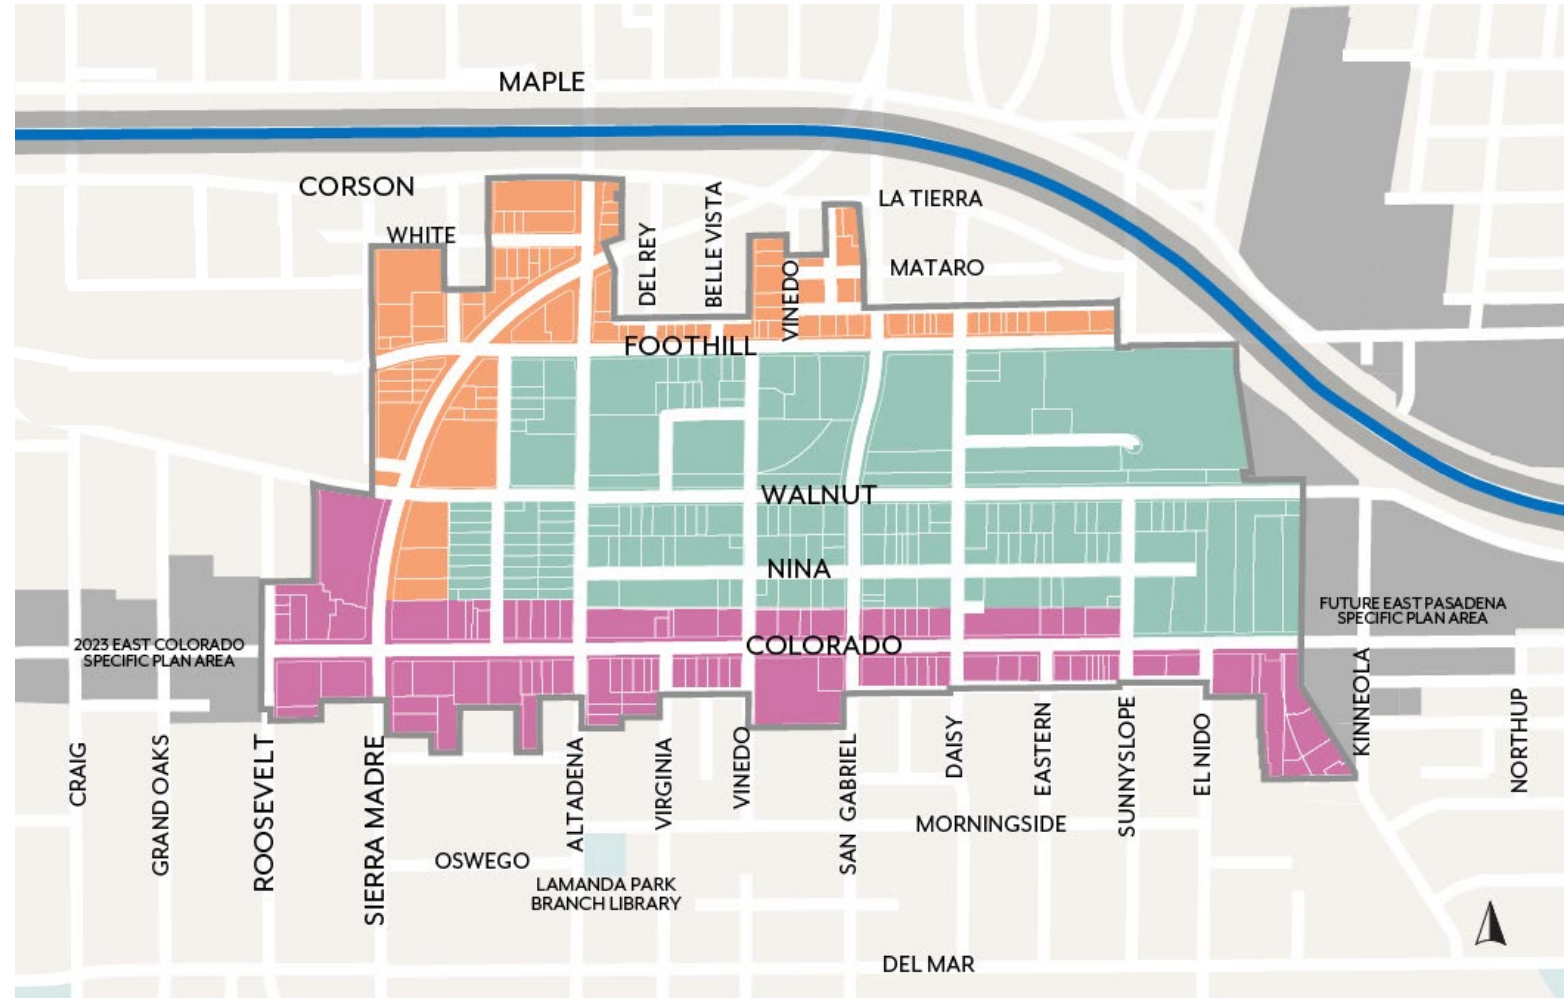 MAPLE
CORSON
WHITE
DEL REY
BELLE VISTA
VINEDO
LA TIERRA
MATARO
FOOTHILL
WALNUT
NINA
COLORADO
2023 EAST COLORADO
SPECIFIC PLAN AREA
FUTURE EAST PASADENA
SPECIFIC PLAN AREA
CRAIG
GRAND OAKS
ROOSEVELT
SIERRA MADRE
ALTADENA
VIRGINIA
VINEDO
SAN GABRIEL
DAISY
EASTERN
SUNNYSLOPE
EL NIDO
KINNEOLA
NORTHUP
MORNINGSIDE
OSWEGO
LAMANDA PARK
BRANCH LIBRARY
DEL MAR